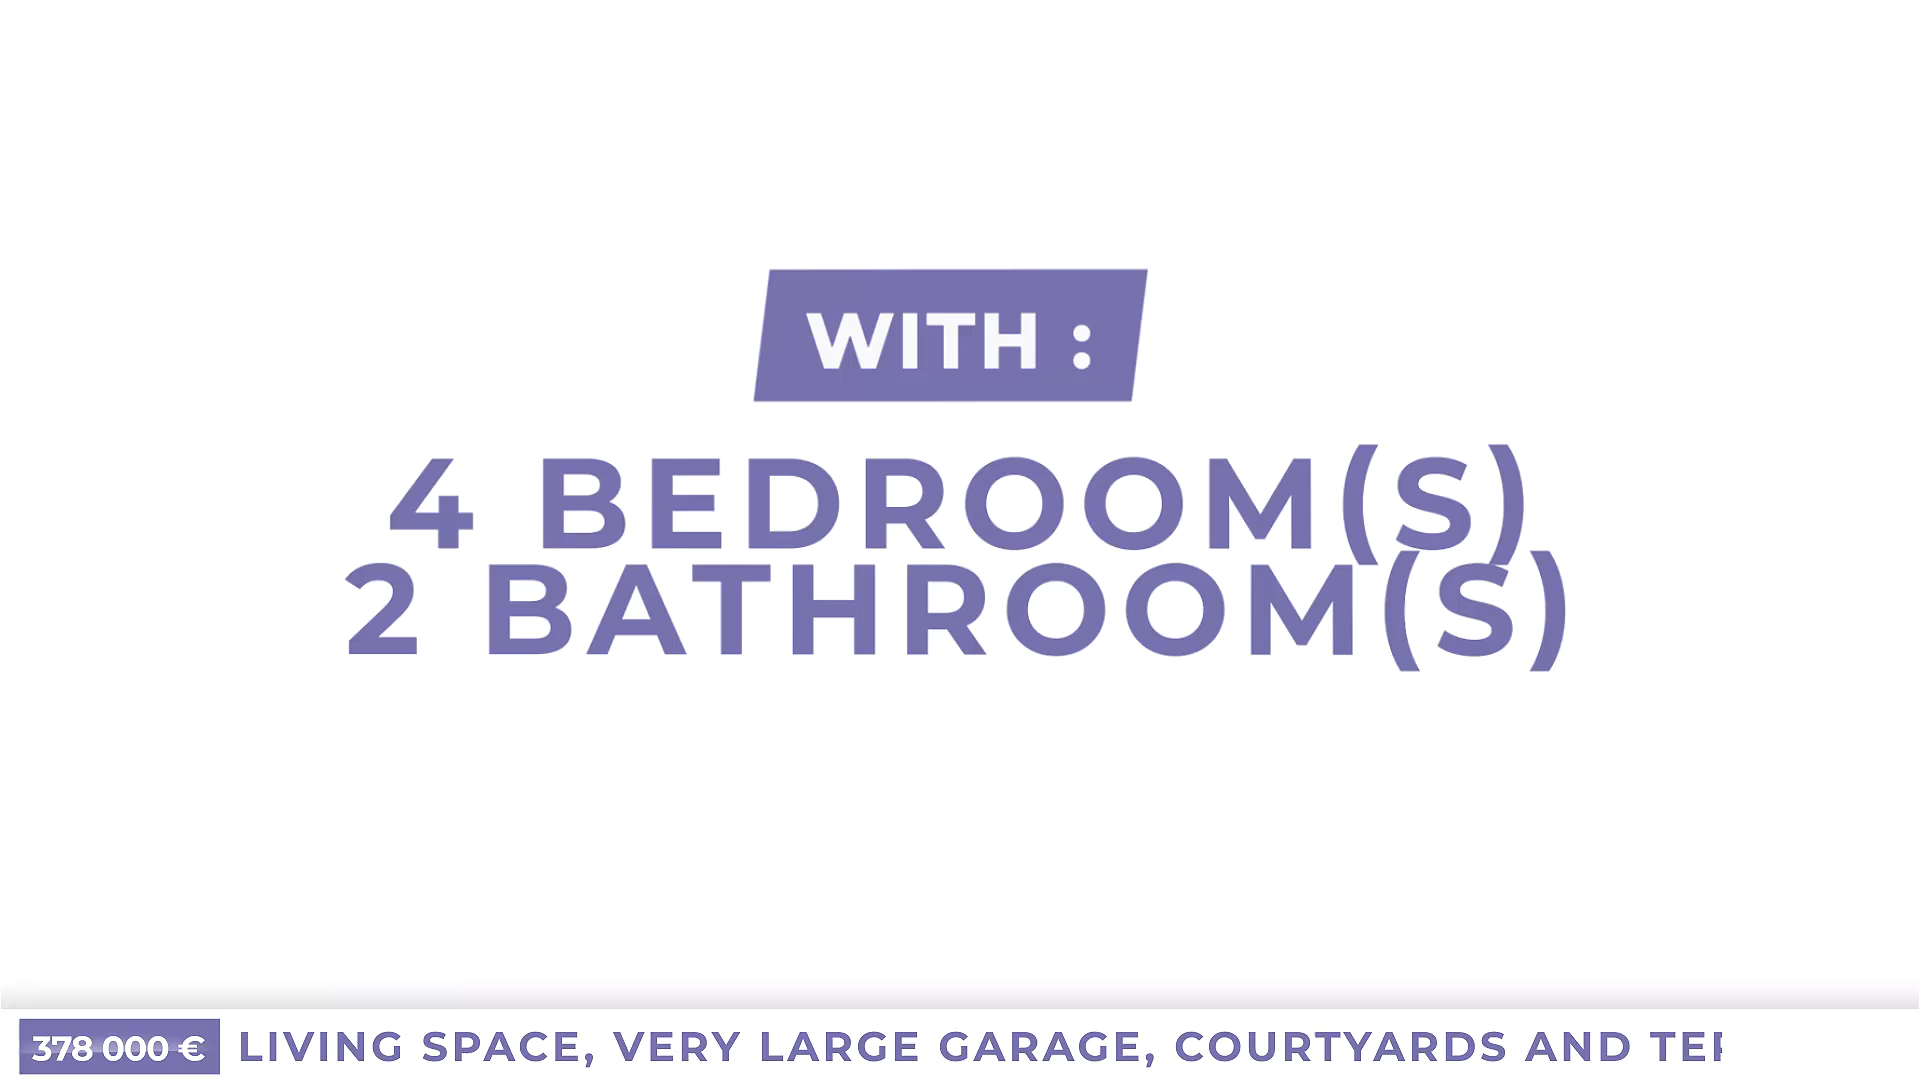 WITH :
4 BEDROOM(S)
2 BATHROOM(S)
378 000 €
LIVING SPACE, VERY LARGE GARAGE, COURTYARDS AND